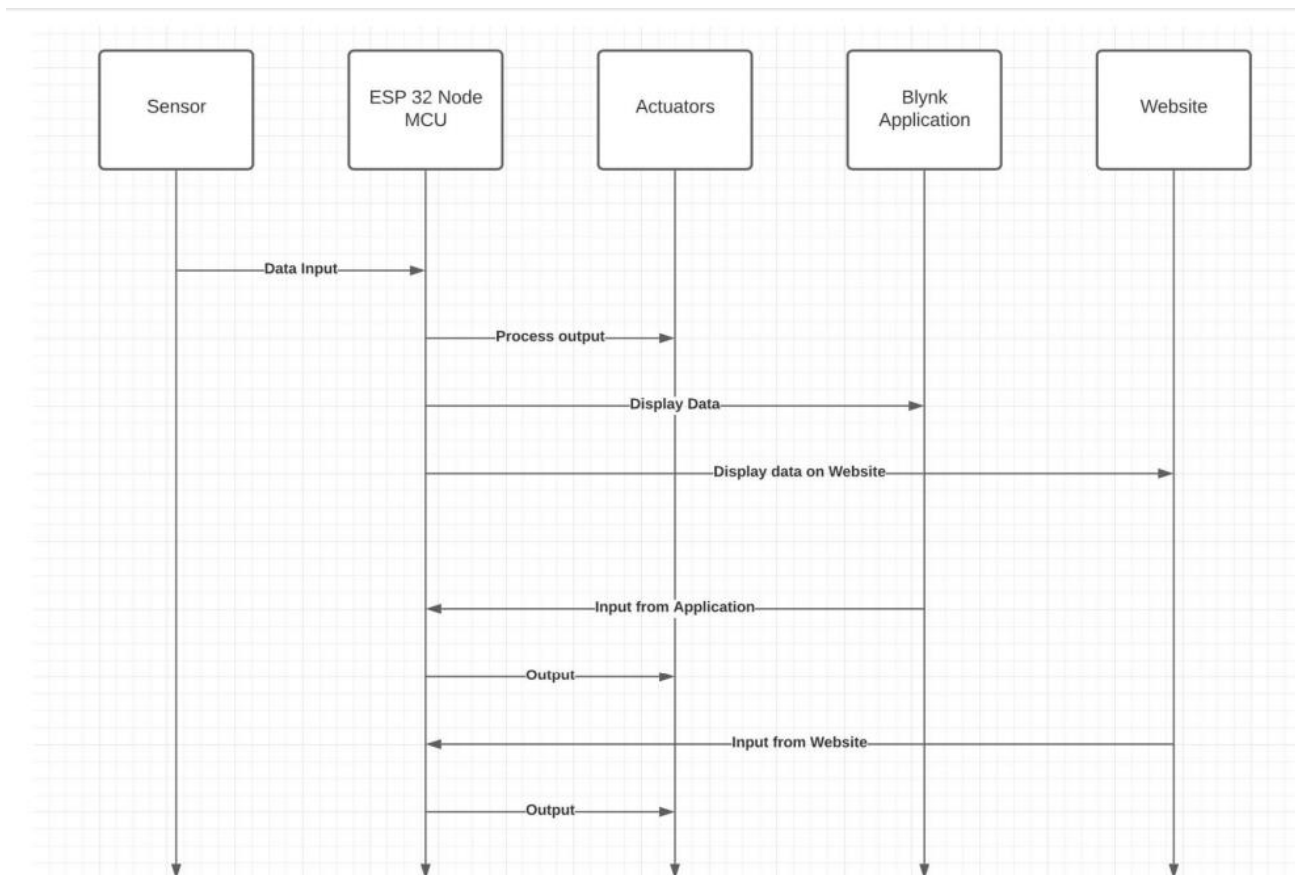 Sensor
ESP 32 Node
MCU
Actuators
Blynk
Application
Website
Data Input
Process output
Display Data
Display data on Website
Input from Application
Output
Input from Website
Output